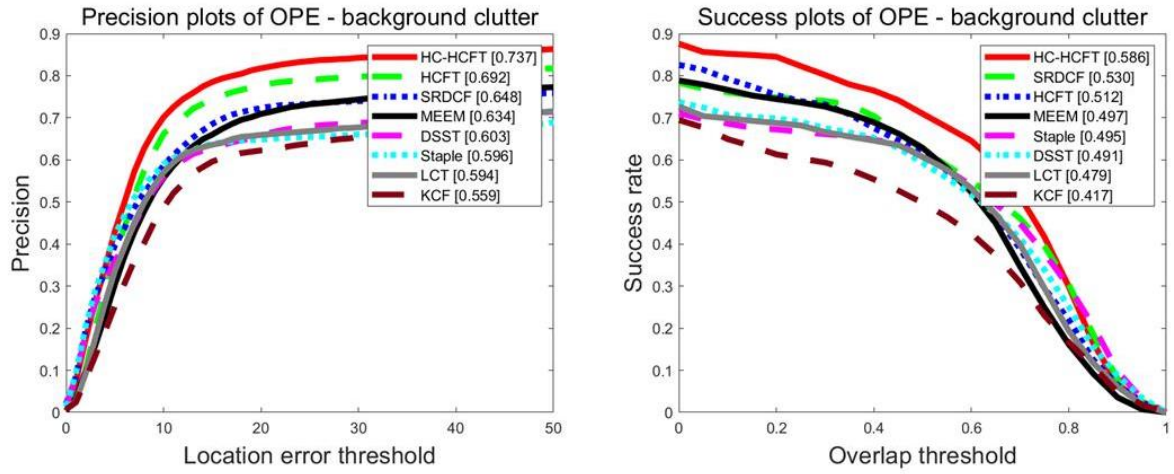 Precision plots of OPE - background clutter
0.9
0.8
0.7
0.6
0.5
0.4
0.3
0.2
0.1
0
Precision
HC-HCFT [0.737]
HCFT [0.692]
SRDCF [0.648]
MEEM [0.634]
DSST [0.603]
Staple [0.596]
LCT [0.594]
KCF [0.559]
0 10 20 30 40 50
Location error threshold
Success plots of OPE - background clutter
0.9
0.8
0.7
0.6
0.5
0.4
0.3
0.2
0.1
0
Success rate
HC-HCFT [0.586]
SRDCF [0.530]
HCFT [0.512]
MEEM [0.497]
Staple [0.495]
DSST [0.491]
LCT [0.479]
KCF [0.417]
0 0.2 0.4 0.6 0.8 1
Overlap threshold